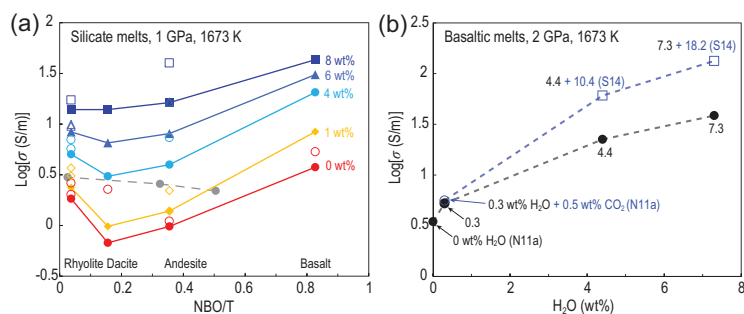 (a)
Silicate melts, 1 GPa, 1673 K
Log[σ (S/m)]
2
1.5
1
0.5
0
-0.5
8 wt%
6 wt%
4 wt%
1 wt%
0 wt%
Rhyolite Dacite Andesite Basalt
0 0.2 0.4 0.6 0.8 1
NBO/T
(b)
Basaltic melts, 2 GPa, 1673 K
Log[σ (S/m)]
2.5
2.0
1.5
1.0
0.5
0
7.3 + 18.2 (S14)
4.4 + 10.4 (S14)
7.3
4.4
0.3 wt% H₂O + 0.5 wt% CO₂ (N11a)
0.3
0 wt% H₂O (N11a)
0 2 4 6 8
H₂O (wt%)